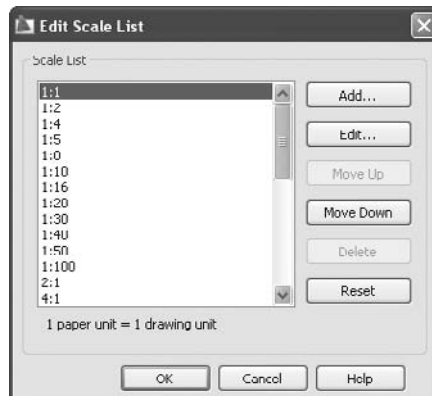 Edit Scale List
Scale List
1:1
1:2
1:4
1:5
1:0
1:10
1:16
1:20
1:30
1:40
1:50
1:100
2:1
4:1
Add...
Edit...
Move Up
Move Down
Delete
Reset
1 paper unit = 1 drawing unit
OK
Cancel
Help